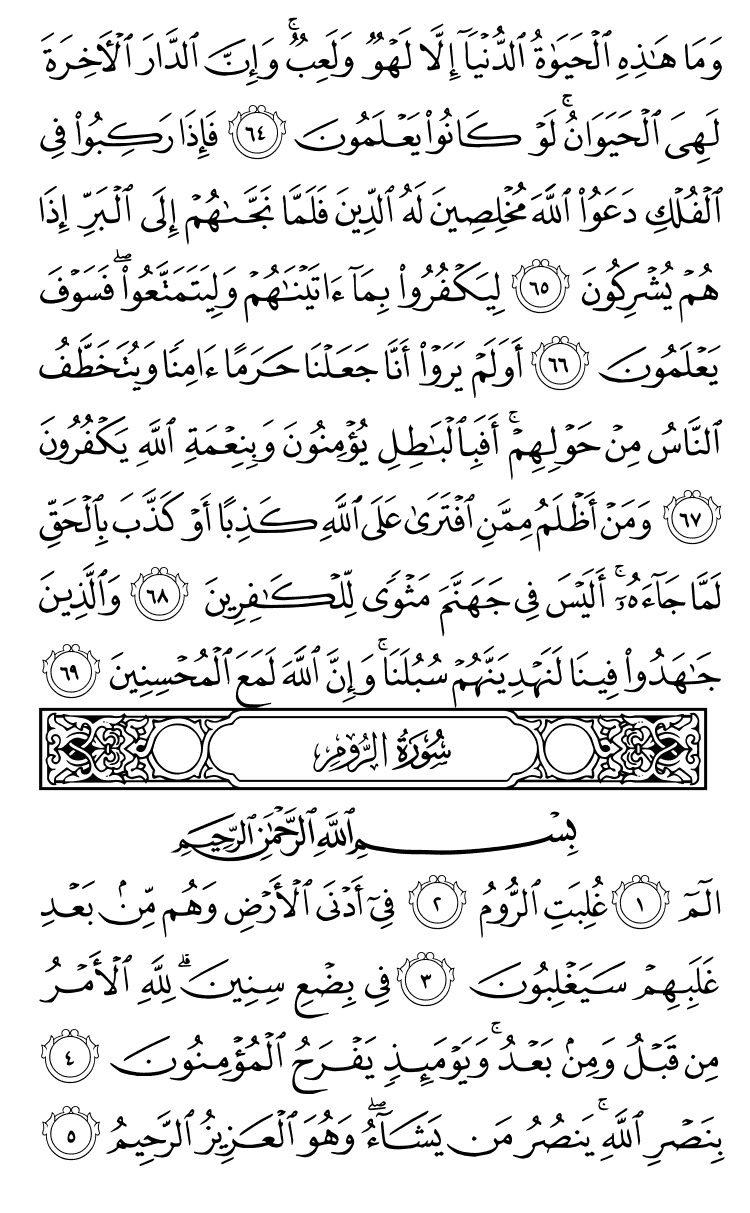 وَمَا هَٰذِهِ ٱلۡحَيَوٰةُ ٱلدُّنۡيَآ إِلَّا لَهۡوٞ وَلَعِبٞۚ وَإِنَّ ٱلدَّارَ ٱلۡأٓخِرَةَ
لَهِيَ ٱلۡحَيَوَانُۚ لَوۡ كَانُواْ يَعۡلَمُونَ ٦٤ فَإِذَا رَكِبُواْ فِي
ٱلۡفُلۡكِ دَعَوُاْ ٱللَّهَ مُخۡلِصِينَ لَهُ ٱلدِّينَ فَلَمَّا نَجَّىٰهُمۡ إِلَى ٱلۡبَرِّ إِذَا
هُمۡ يُشۡرِكُونَ ٦٥ لِيَكۡفُرُواْ بِمَآ ءَاتَيۡنَٰهُمۡ وَلِيَتَمَتَّعُواْۖ فَسَوۡفَ
يَعۡلَمُونَ ٦٦ أَوَلَمۡ يَرَوۡاْ أَنَّا جَعَلۡنَا حَرَمًا ءَامِنٗا وَيُتَخَطَّفُ
ٱلنَّاسُ مِنۡ حَوۡلِهِمۡۚ أَفَبِٱلۡبَٰطِلِ يُؤۡمِنُونَ وَبِنِعۡمَةِ ٱللَّهِ يَكۡفُرُونَ
٦٧ وَمَنۡ أَظۡلَمُ مِمَّنِ ٱفۡتَرَىٰ عَلَى ٱللَّهِ كَذِبًا أَوۡ كَذَّبَ بِٱلۡحَقِّ
لَمَّا جَآءَهُۥٓۚ أَلَيۡسَ فِي جَهَنَّمَ مَثۡوٗى لِّلۡكَٰفِرِينَ ٦٨ وَٱلَّذِينَ
جَٰهَدُواْ فِينَا لَنَهۡدِيَنَّهُمۡ سُبُلَنَاۚ وَإِنَّ ٱللَّهَ لَمَعَ ٱلۡمُحۡسِنِينَ ٦٩
سُورَةُ الرُّومِ
بِسۡمِ ٱللَّهِ ٱلرَّحۡمَٰنِ ٱلرَّحِيمِ
الٓمٓ ١ غُلِبَتِ ٱلرُّومُ ٢ فِيٓ أَدۡنَى ٱلۡأَرۡضِ وَهُم مِّنۢ بَعۡدِ
غَلَبِهِمۡ سَيَغۡلِبُونَ ٣ فِي بِضۡعِ سِنِينَۗ لِلَّهِ ٱلۡأَمۡرُ
مِن قَبۡلُ وَمِنۢ بَعۡدُۚ وَيَوۡمَئِذٖ يَفۡرَحُ ٱلۡمُؤۡمِنُونَ ٤
بِنَصۡرِ ٱللَّهِۚ يَنصُرُ مَن يَشَآءُۖ وَهُوَ ٱلۡعَزِيزُ ٱلرَّحِيمُ ٥